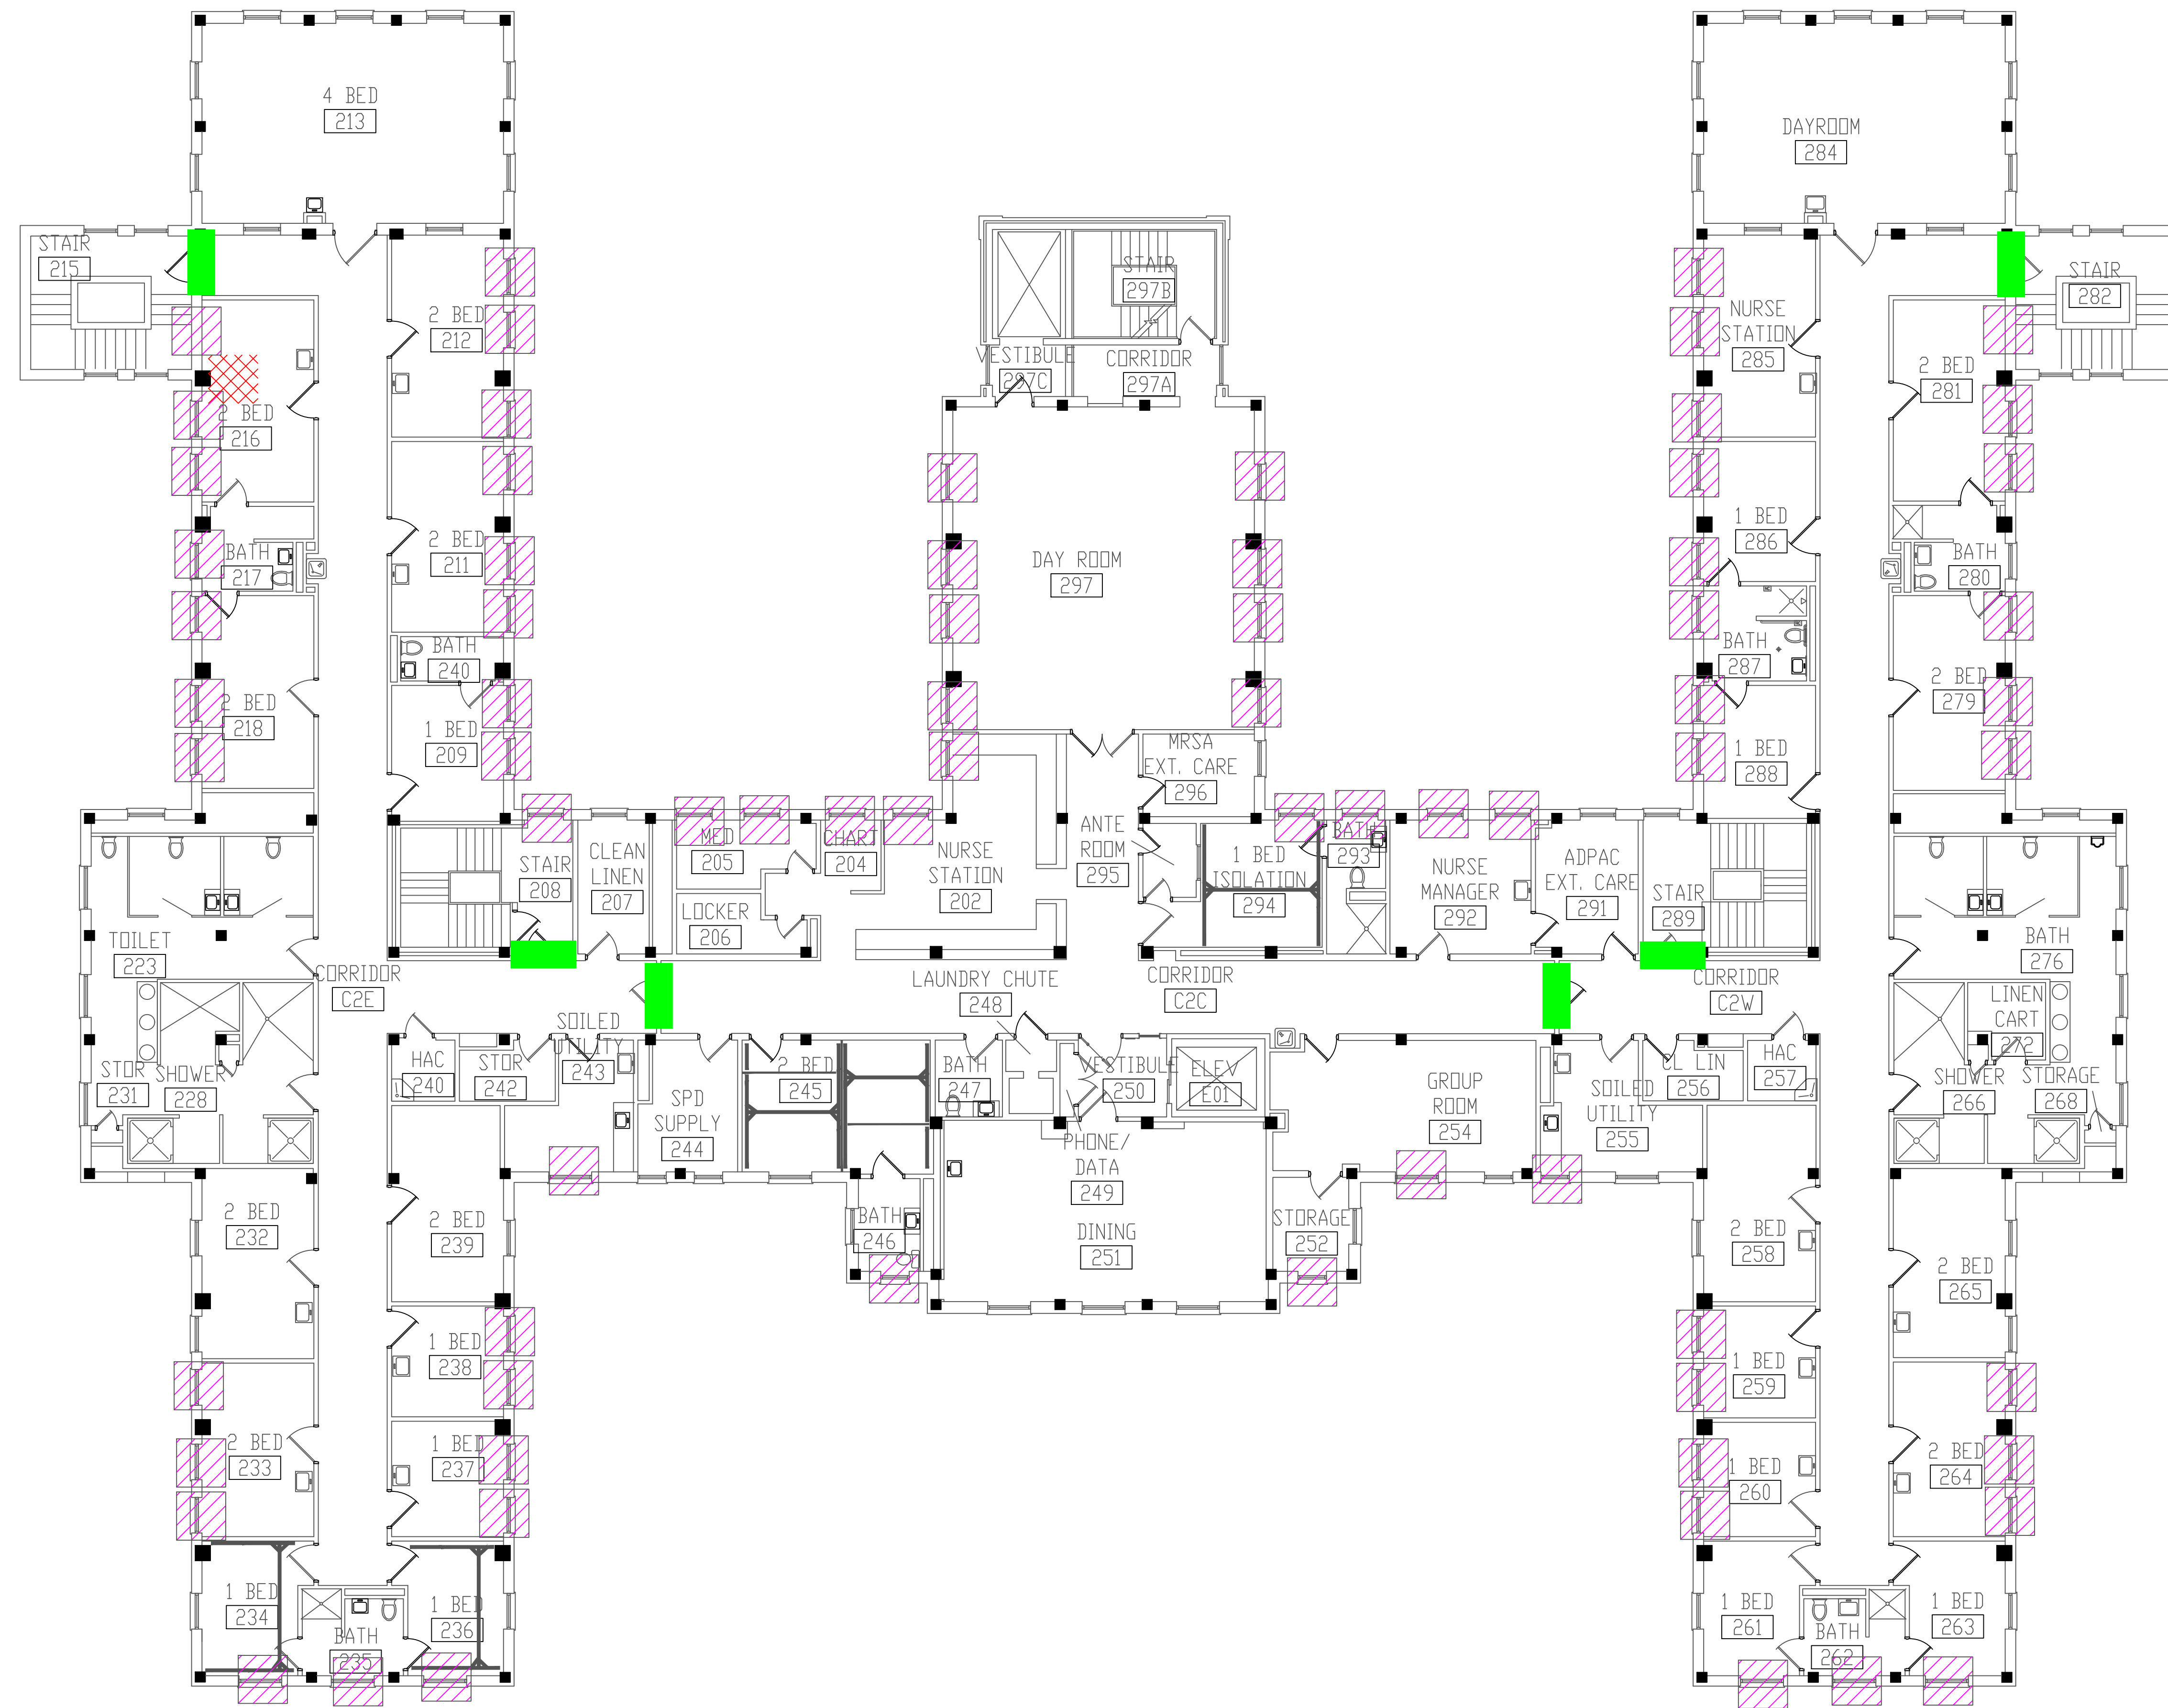 4 BED
213
DAYROOM
284
STAIR
215
STAIR
297B
STAIR
282
2 BED
212
NURSE
STATION
285
VESTIBULE
297C
CORRIDOR
297A
2 BED
281
2 BED
216
1 BED
286
BATH
217
2 BED
211
DAY ROOM
297
BATH
280
BATH
240
BATH
287
2 BED
218
2 BED
279
1 BED
209
MRSA
EXT. CARE
296
1 BED
288
STAIR
208
CLEAN
LINEN
207
MED
205
CHART
204
NURSE
STATION
202
ANTE
ROOM
295
1 BED
ISOLATION
294
BATH
293
NURSE
MANAGER
292
ADPAC
EXT. CARE
291
STAIR
289
LOCKER
206
TOILET
223
BATH
276
CORRIDOR
C2E
LAUNDRY CHUTE
248
CORRIDOR
C2C
CORRIDOR
C2W
LINEN
CART
272
SOILED
UTILITY
243
STOR
231
SHOWER
228
HAC
240
STOR
242
SPD
SUPPLY
244
2 BED
245
BATH
247
VESTIBULE
250
ELEV
E01
GROUP
ROOM
254
SOILED
UTILITY
255
CL LIN
256
HAC
257
SHOWER
266
STORAGE
268
PHONE/
DATA
249
2 BED
232
2 BED
239
BATH
246
DINING
251
STORAGE
252
2 BED
258
2 BED
265
1 BED
238
1 BED
259
2 BED
233
1 BED
237
1 BED
260
2 BED
264
1 BED
234
BATH
235
1 BED
236
1 BED
261
BATH
262
1 BED
263